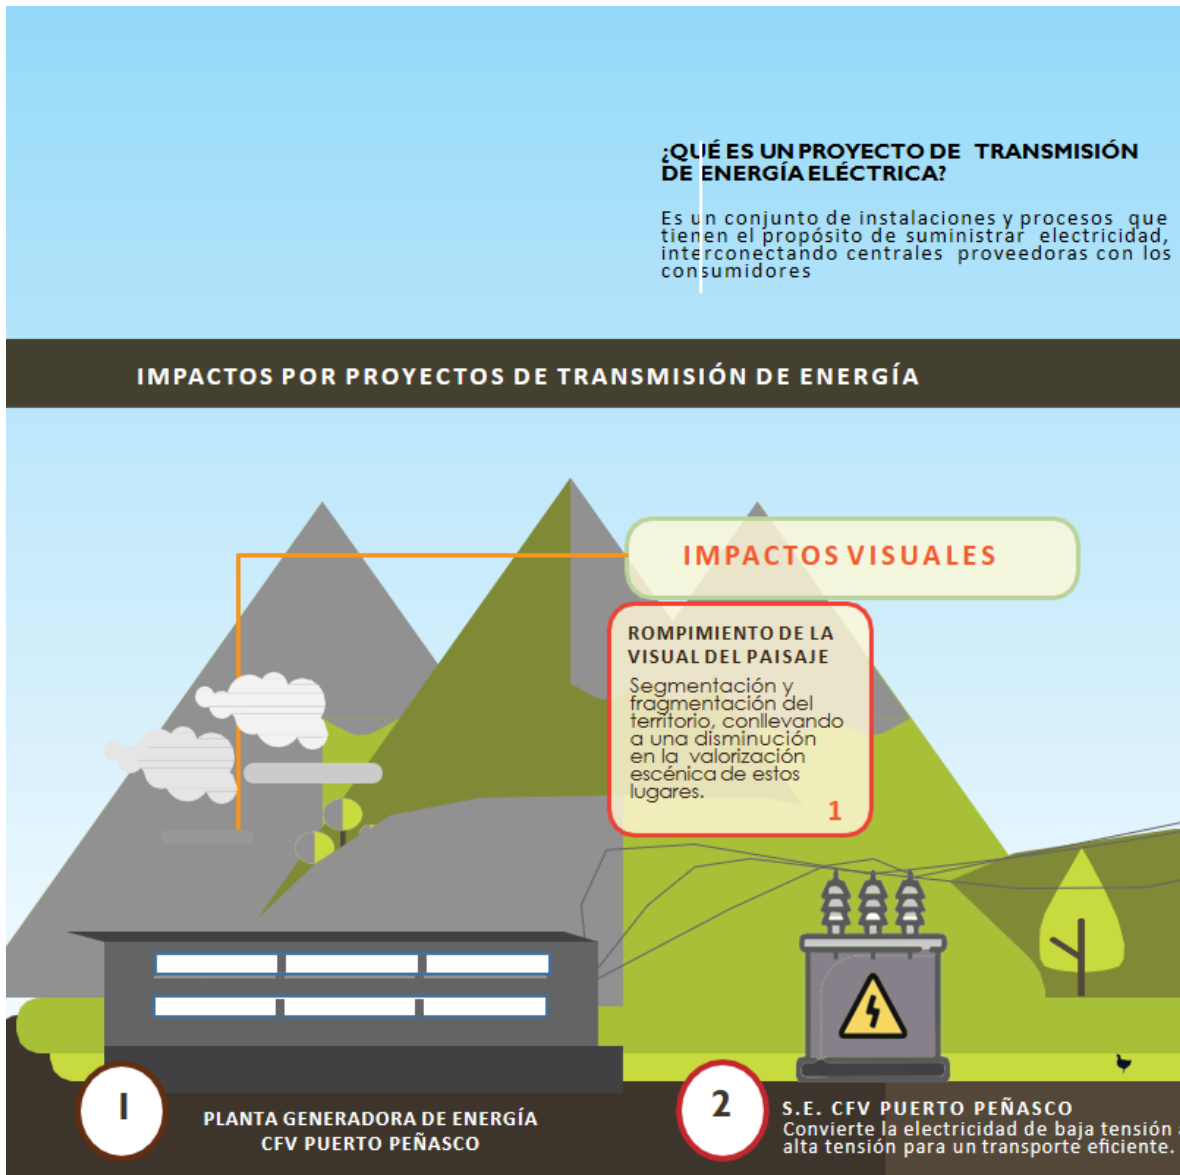 ¿QUÉ ES UN PROYECTO DE TRANSMISIÓN
DE ENERGÍA ELÉCTRICA?
Es un conjunto de instalaciones y procesos que
tienen el propósito de suministrar electricidad,
interconectando centrales proveedoras con los
consumidores
IMPACTOS POR PROYECTOS DE TRANSMISIÓN DE ENERGÍA
IMPACTOS VISUALES
ROMPIMIENTO DE LA
VISUAL DEL PAISAJE
Segmentación y
fragmentación del
territorio, conllevando
a una disminución
en la valorización
escénica de estos
lugares.
1
1
PLANTA GENERADORA DE ENERGÍA
CFV PUERTO PEÑASCO
2
S.E. CFV PUERTO PEÑASCO
Convierte la electricidad de baja tensión a
alta tensión para un transporte eficiente.